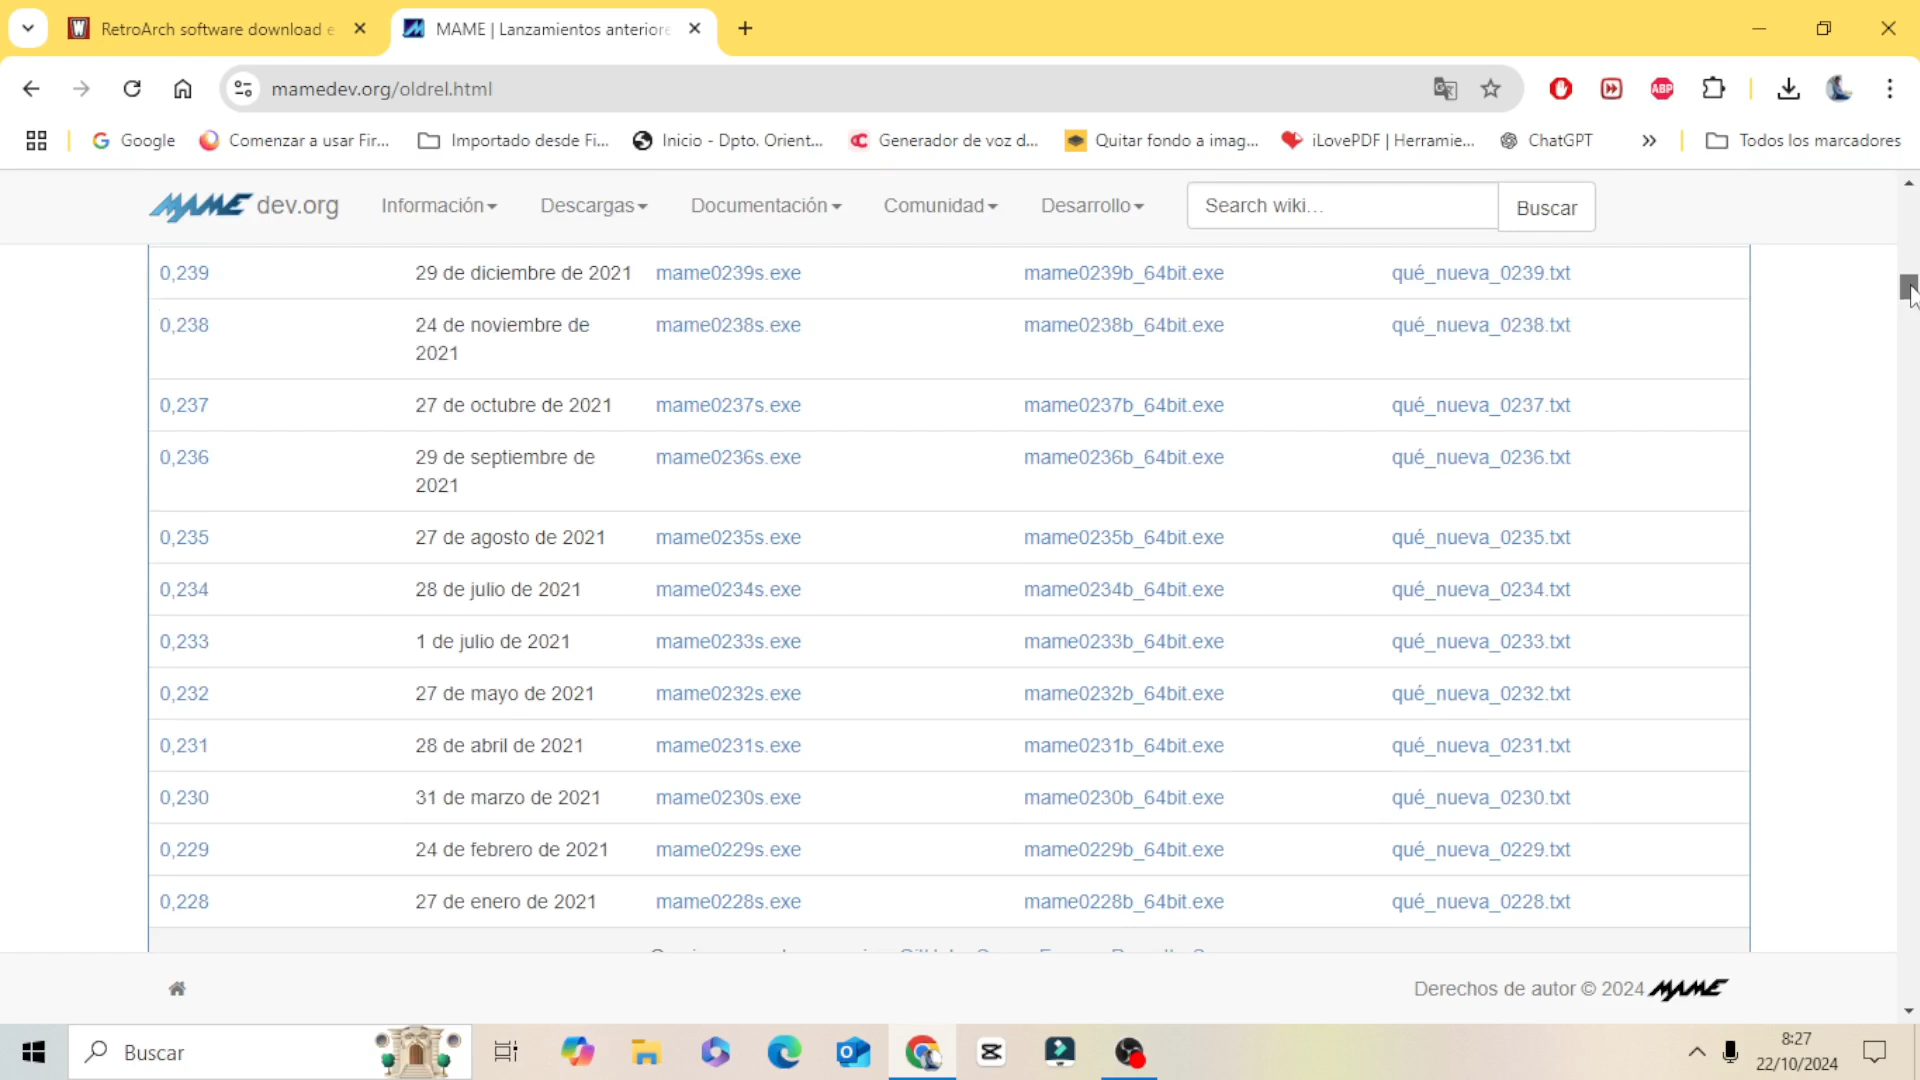 RetroArch software download e
MAME | Lanzamientos anteriore
mamedev.org/oldrel.html
Google
Comenzar a usar Fir...
Importado desde Fi...
Inicio - Dpto. Orient...
Generador de voz d...
Quitar fondo a imag...
iLovePDF | Herramie...
ChatGPT
Todos los marcadores
MAME dev.org
Información
Descargas
Documentación
Comunidad
Desarrollo
Search wiki...
Buscar
0,239 29 de diciembre de 2021 mame0239s.exe mame0239b_64bit.exe qué_nueva_0239.txt
0,238 24 de noviembre de mame0238s.exe mame0238b_64bit.exe qué_nueva_0238.txt
2021
0,237 27 de octubre de 2021 mame0237s.exe mame0237b_64bit.exe qué_nueva_0237.txt
0,236 29 de septiembre de mame0236s.exe mame0236b_64bit.exe qué_nueva_0236.txt
2021
0,235 27 de agosto de 2021 mame0235s.exe mame0235b_64bit.exe qué_nueva_0235.txt
0,234 28 de julio de 2021 mame0234s.exe mame0234b_64bit.exe qué_nueva_0234.txt
0,233 1 de julio de 2021 mame0233s.exe mame0233b_64bit.exe qué_nueva_0233.txt
0,232 27 de mayo de 2021 mame0232s.exe mame0232b_64bit.exe qué_nueva_0232.txt
0,231 28 de abril de 2021 mame0231s.exe mame0231b_64bit.exe qué_nueva_0231.txt
0,230 31 de marzo de 2021 mame0230s.exe mame0230b_64bit.exe qué_nueva_0230.txt
0,229 24 de febrero de 2021 mame0229s.exe mame0229b_64bit.exe qué_nueva_0229.txt
0,228 27 de enero de 2021 mame0228s.exe mame0228b_64bit.exe qué_nueva_0228.txt
Derechos de autor © 2024 MAME
Buscar
8:27
22/10/2024